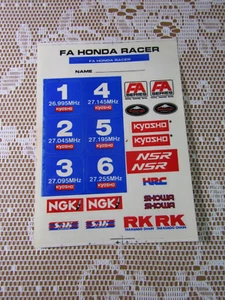 FA HONDA RACER
FA HONDA RACER
NAME
1
26.995MHz
KYOSHO
4
27.145MHz
KYOSHO
2
27.045MHz
KYOSHO
5
27.195MHz
KYOSHO
3
27.095MHz
KYOSHO
6
27.255MHz
KYOSHO
FA
FA
KYOSHO
KYOSHO
NSR
NSR
HRC
SHOWA
SHOWA
NGK
NGK
RK
RK